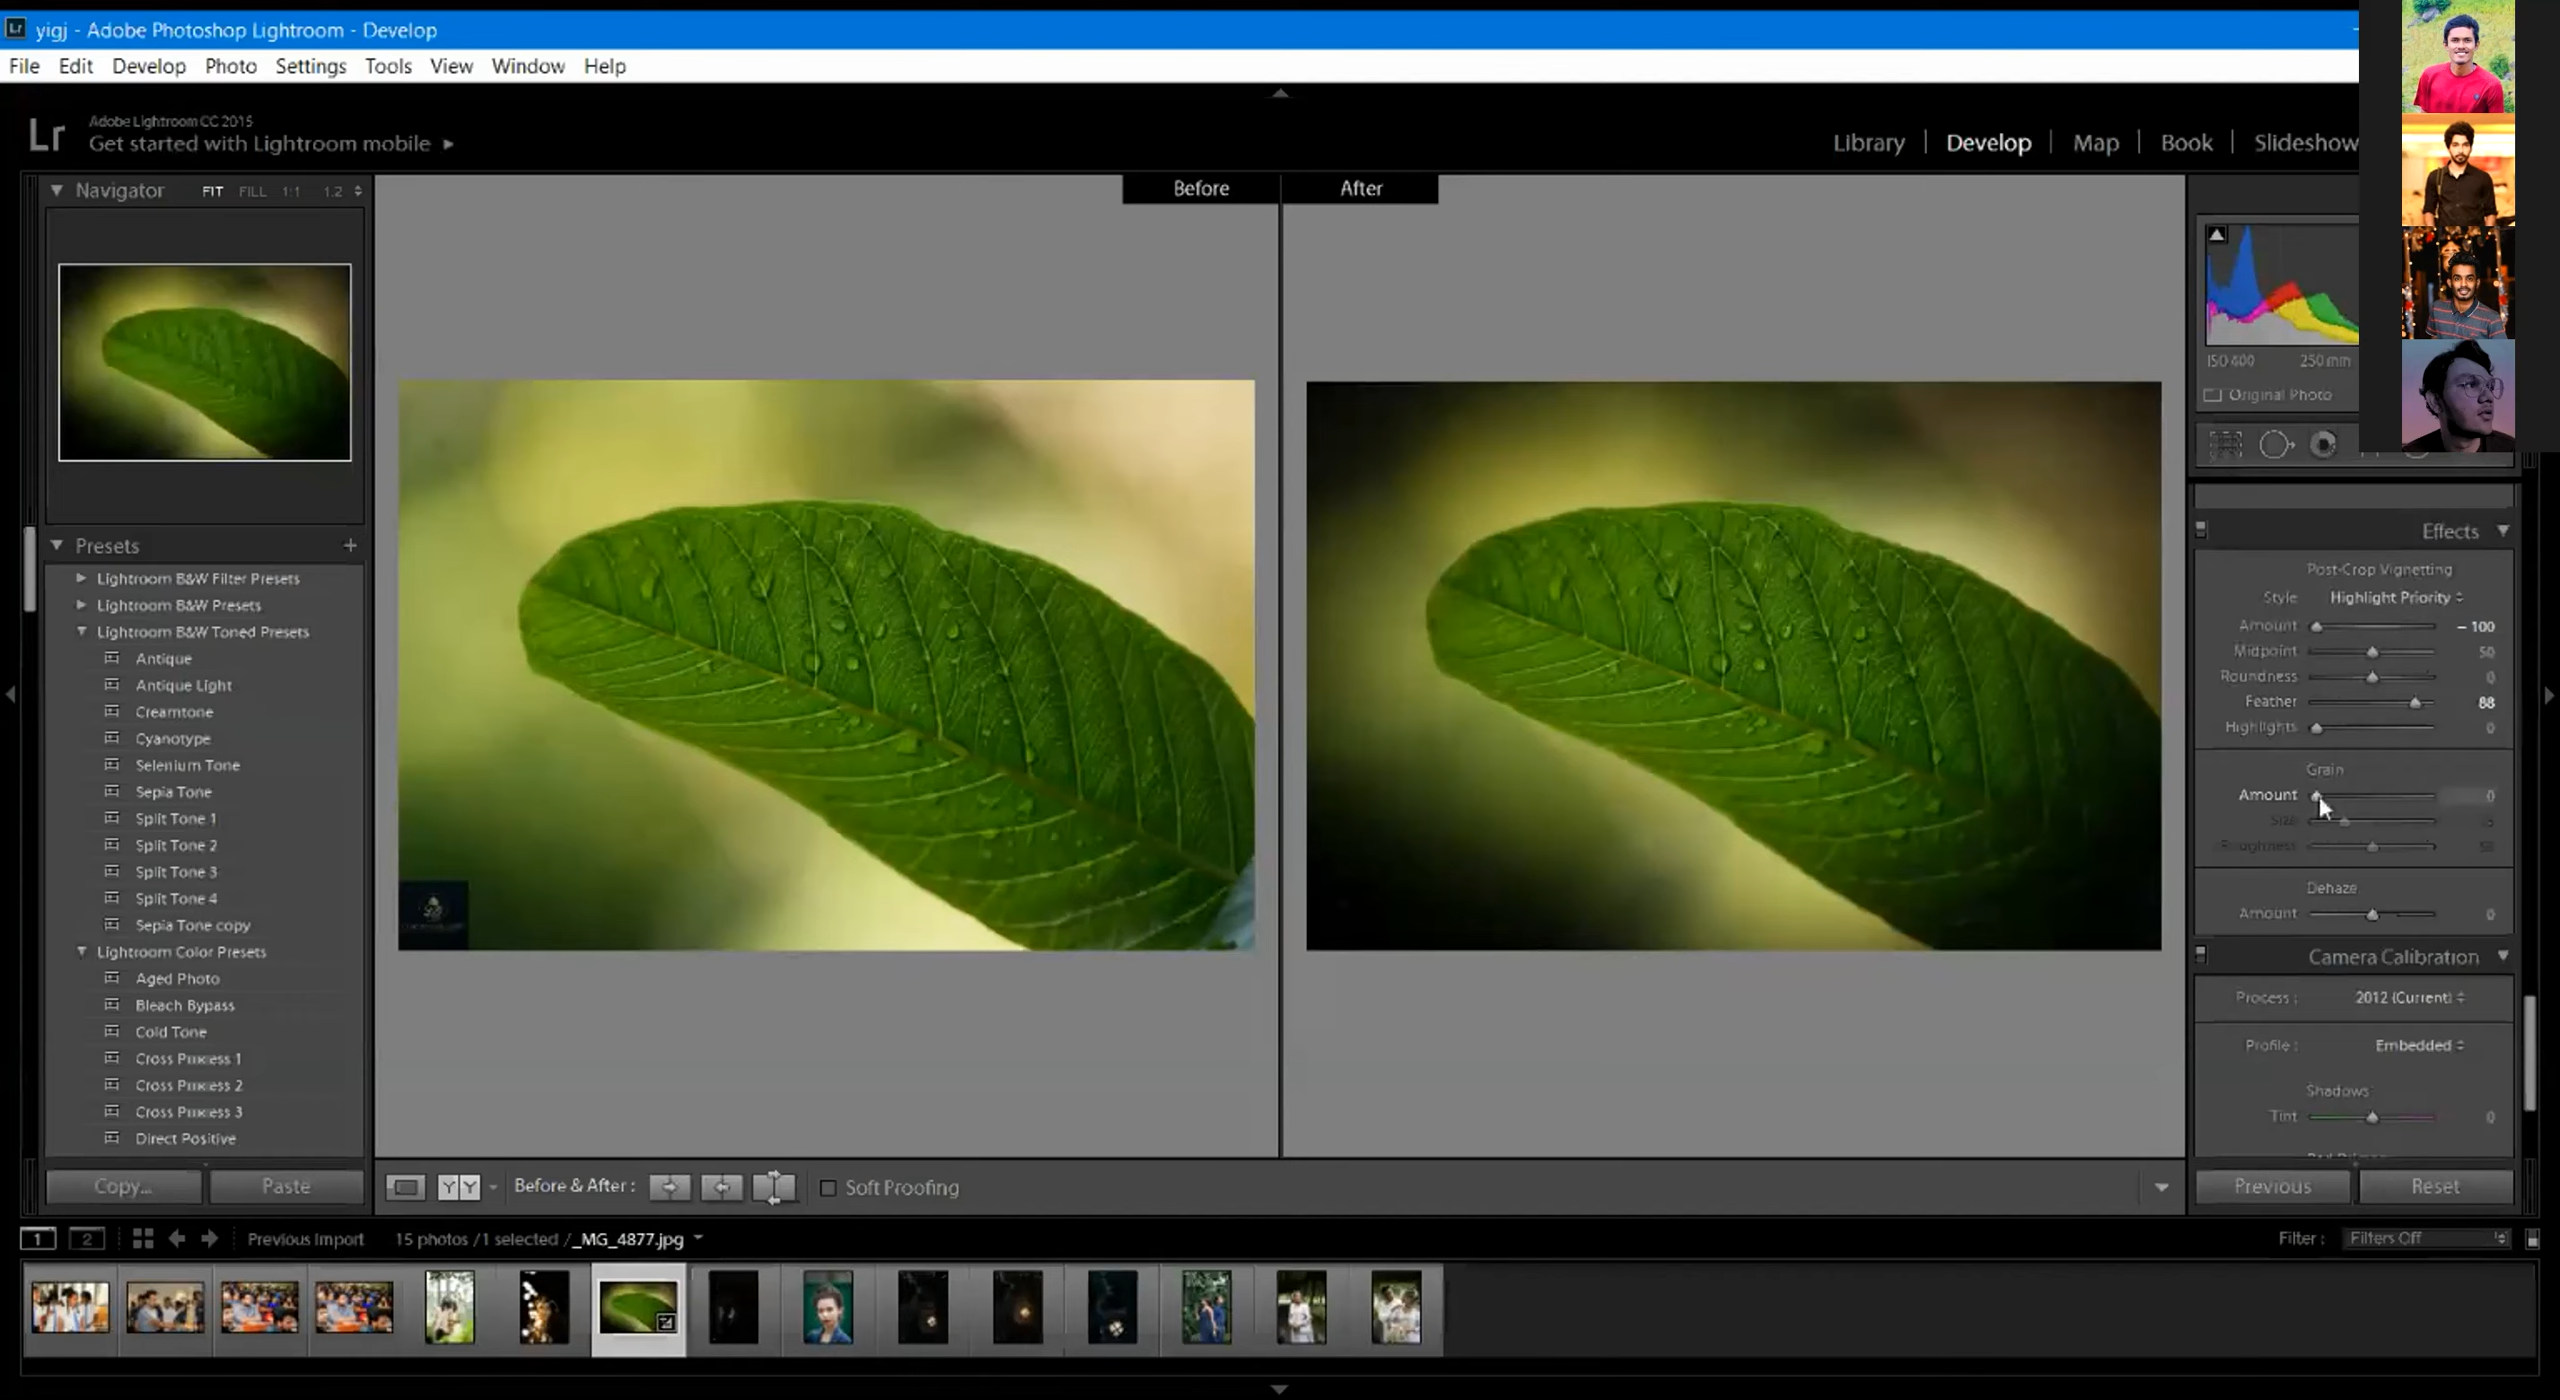 yigj - Adobe Photoshop Lightroom - Develop
File Edit Develop Photo Settings Tools View Window Help
Lr
Adobe Lightroom CC 2015
Get started with Lightroom mobile
Library | Develop | Map | Book | Slideshow
Navigator FIT FILL 1:1 1:2
Before
After
ISO 400 250 mm
Original Photo
Presets +
Lightroom B&W Filter Presets
Lightroom B&W Presets
Lightroom B&W Toned Presets
Antique
Antique Light
Creamtone
Cyanotype
Selenium Tone
Sepia Tone
Split Tone 1
Split Tone 2
Split Tone 3
Split Tone 4
Sepia Tone copy
Lightroom Color Presets
Aged Photo
Bleach Bypass
Cold Tone
Cross Process 1
Cross Process 2
Cross Process 3
Direct Positive
Copy... Paste
Effects
Post-Crop Vignetting
Style Highlight Priority
Amount - 100
Midpoint 50
Roundness 0
Feather 88
Highlights 0
Grain
Amount 0
Size
Roughness 50
Dehaze
Amount 0
Camera Calibration
Process : 2012 (Current)
Profile : Embedded
Shadows
Tint 0
Previous Reset
YY Before & After : Soft Proofing
1 2 Previous Import 15 photos /1 selected /_MG_4877.jpg
Filter : Filters Off